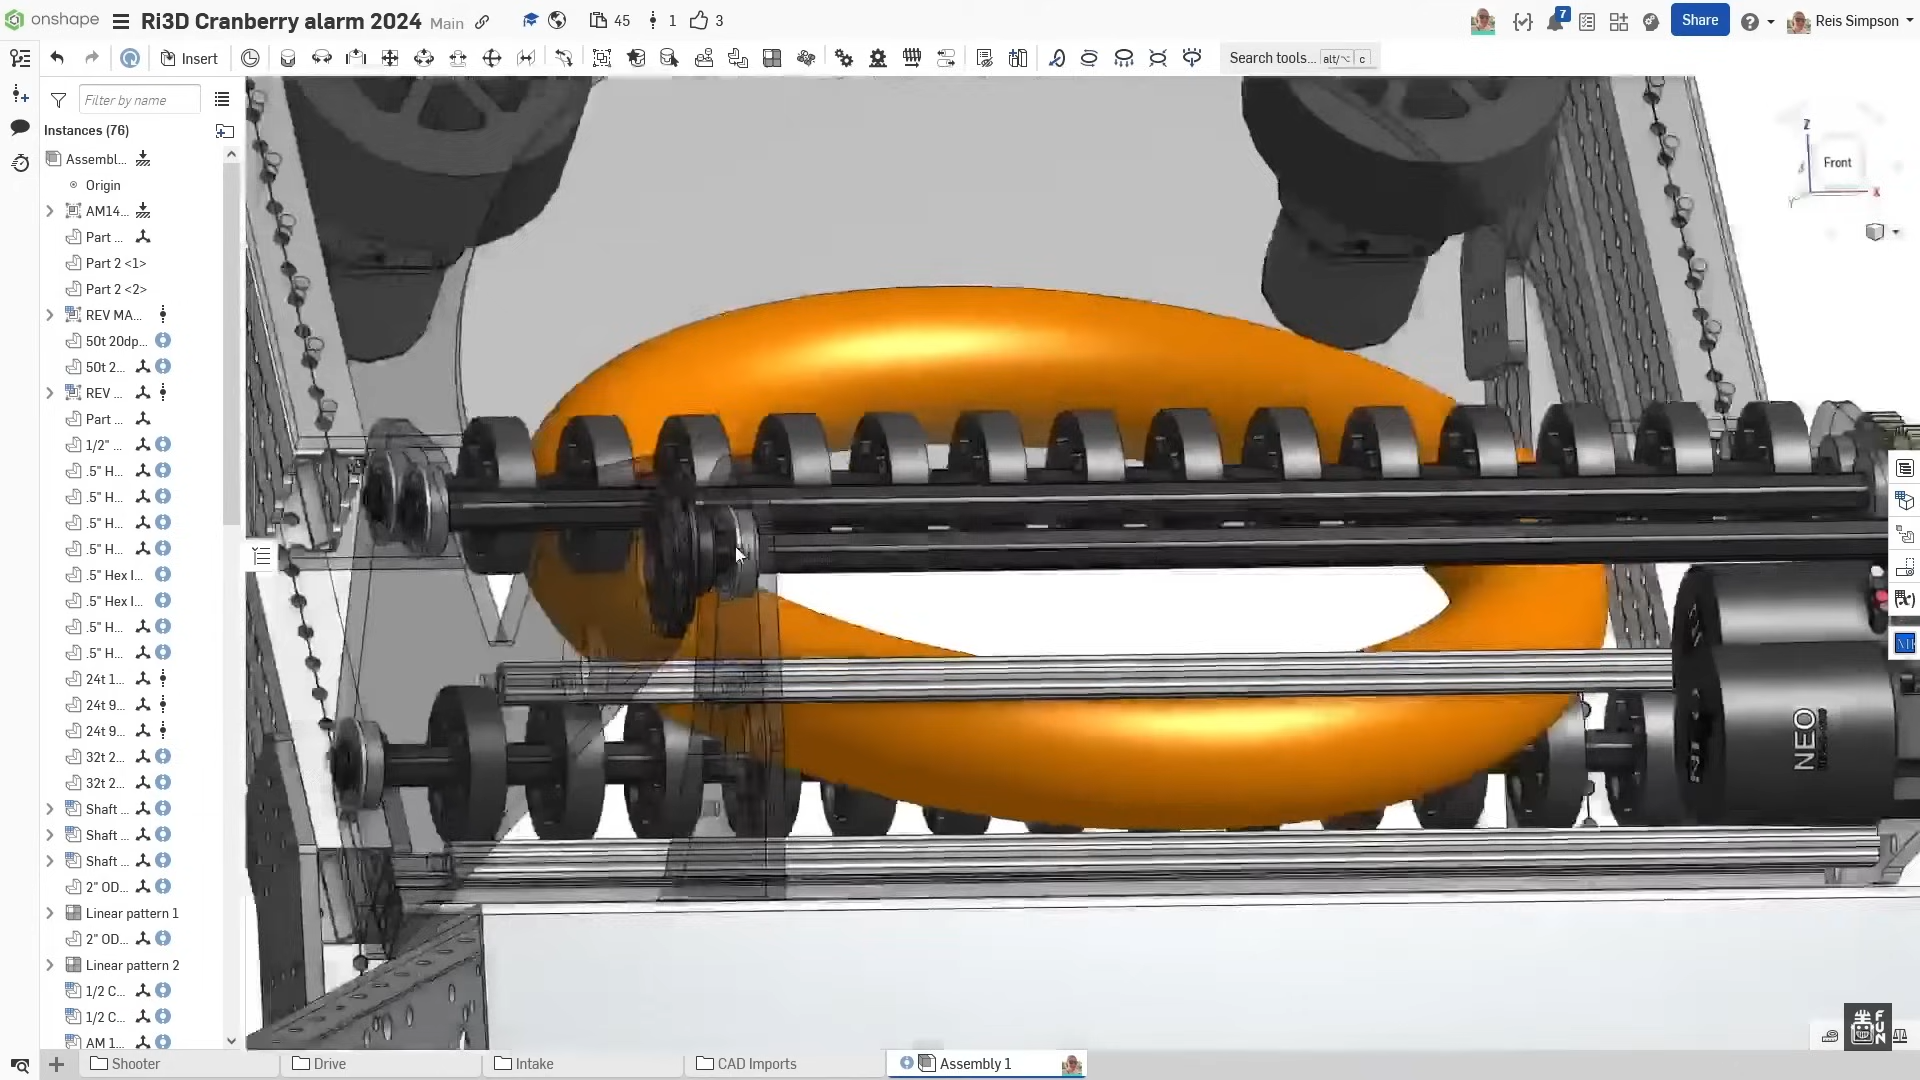 onshape
Ri3D Cranberry alarm 2024 Main
45
1
3
7
Share
Reis Simpson
Insert
Search tools... alt/⌥ c
Filter by name
Instances (76)
Assembl...
Origin
AM14...
Part ...
Part 2 <1>
Part 2 <2>
REV MA...
50t 20dp...
50t 2...
REV ...
Part ...
1/2" ...
.5" H...
.5" H...
.5" H...
.5" H...
.5" Hex I...
.5" Hex I...
.5" H...
.5" H...
24t 1...
24t 9...
24t 9...
32t 2...
32t 2...
Shaft ...
Shaft ...
Shaft ...
2" OD...
Linear pattern 1
2" OD...
Linear pattern 2
1/2 C...
1/2 C...
AM 1...
Z
Front
X
Y
NEO
FUN
Shooter
Drive
Intake
CAD Imports
Assembly 1